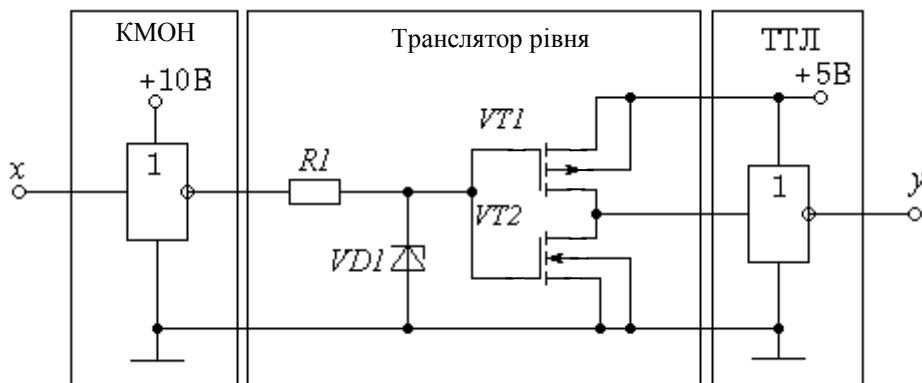 КМОН
Транслятор рівня
ТТЛ
+10В
+5В
VT1
x
1
R1
1
y
VT2
VD1